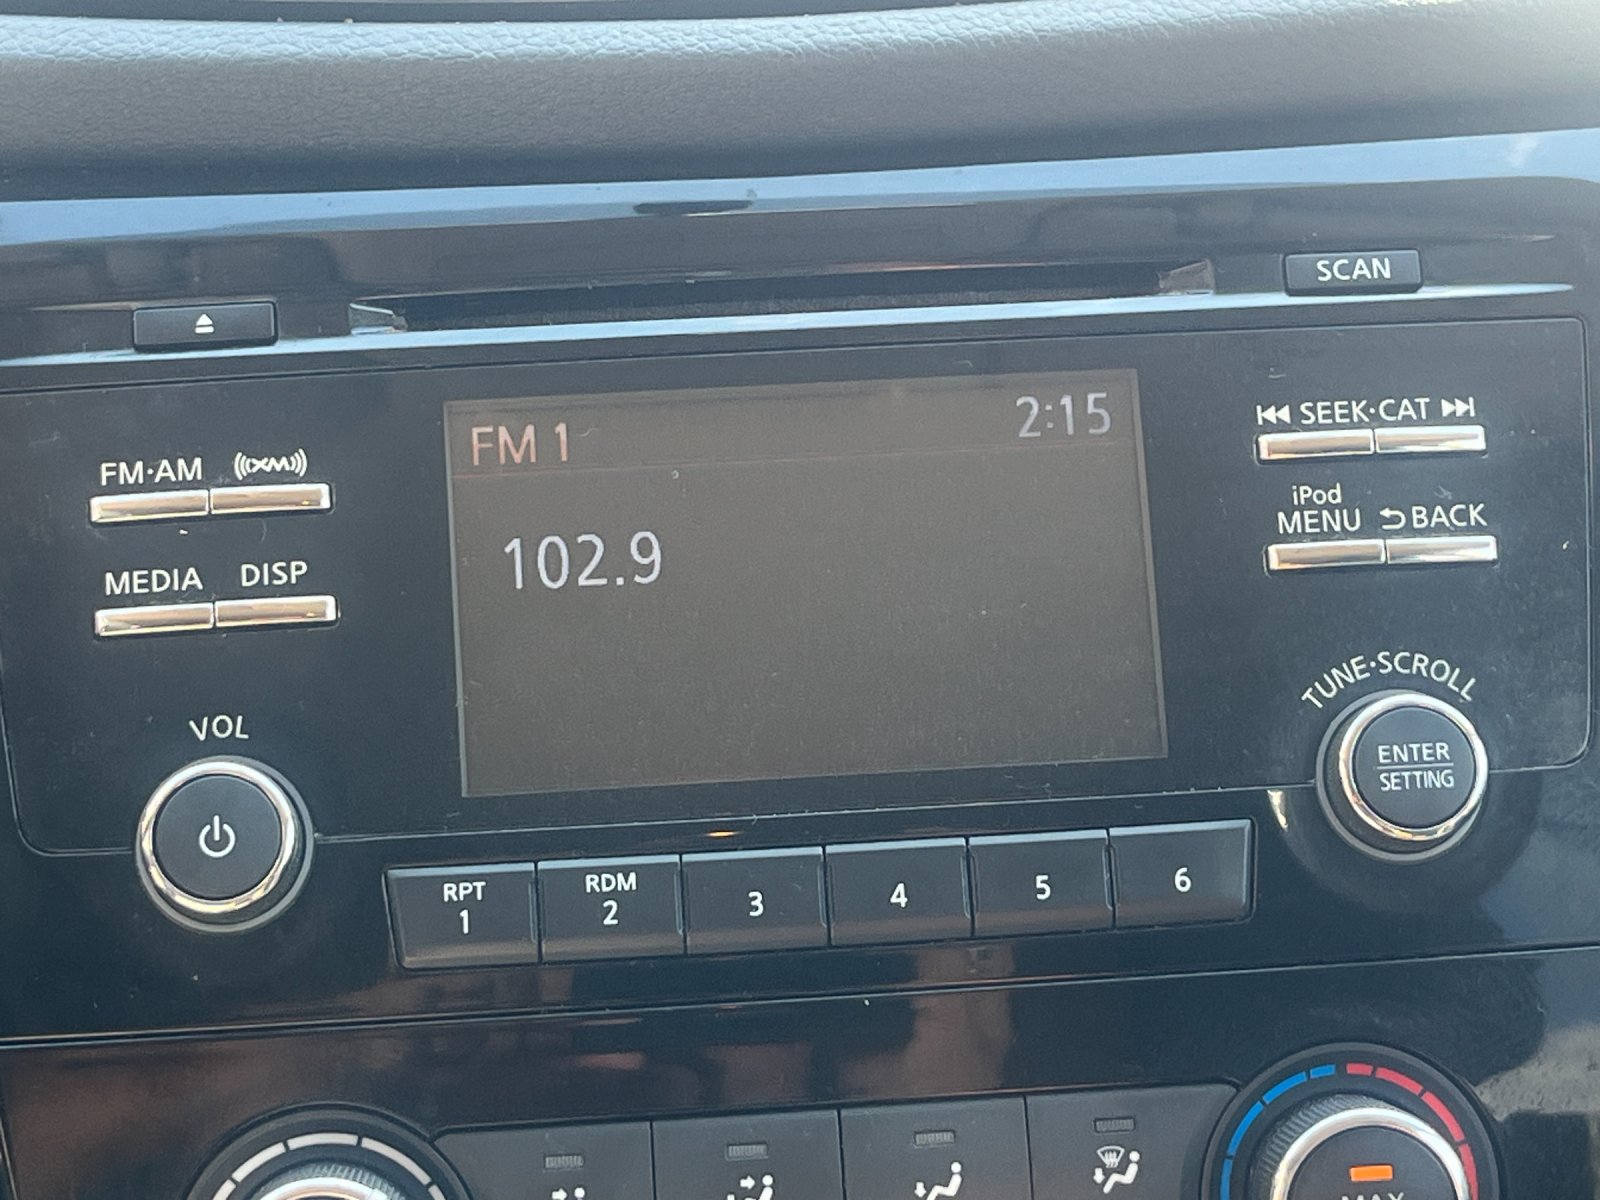 SCAN
FM 1 2:15
102.9
FM·AM XM
MEDIA DISP
VOL
SEEK·CAT
iPod
MENU BACK
TUNE·SCROLL
ENTER
SETTING
RPT
1
RDM
2
3
4
5
6
MAX